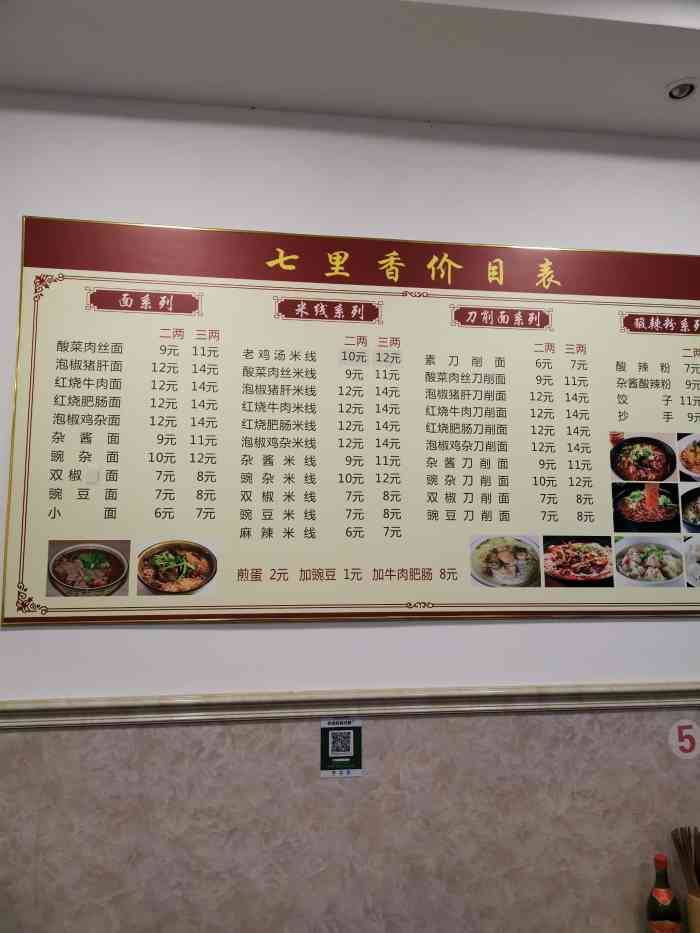 七里香价目表
面系列
二两 三两
酸菜肉丝面 9元 11元
泡椒猪肝面 12元 14元
红烧牛肉面 12元 14元
红烧肥肠面 12元 14元
泡椒鸡杂面 12元 14元
杂酱面 9元 11元
豌杂面 10元 12元
双椒面 7元 8元
豌豆面 7元 8元
小面 6元 7元
米线系列
二两 三两
老鸡汤米线 10元 12元
酸菜肉丝米线 9元 11元
泡椒猪肝米线 12元 14元
红烧牛肉米线 12元 14元
红烧肥肠米线 12元 14元
泡椒鸡杂米线 12元 14元
杂酱米线 9元 11元
豌杂米线 10元 12元
双椒米线 7元 8元
豌豆米线 7元 8元
麻辣米线 6元 7元
刀削面系列
二两 三两
素刀削面 6元 7元
酸菜肉丝刀削面 9元 11元
泡椒猪肝刀削面 12元 14元
红烧牛肉刀削面 12元 14元
红烧肥肠刀削面 12元 14元
泡椒鸡杂刀削面 12元 14元
杂酱刀削面 9元 11元
豌杂刀削面 10元 12元
双椒刀削面 7元 8元
豌豆刀削面 7元 8元
酸辣粉系列
二两
酸辣粉 7元
杂酱酸辣粉 9元
饺子 11元
抄手 9元
煎蛋 2元 加豌豆 1元 加牛肉肥肠 8元
5